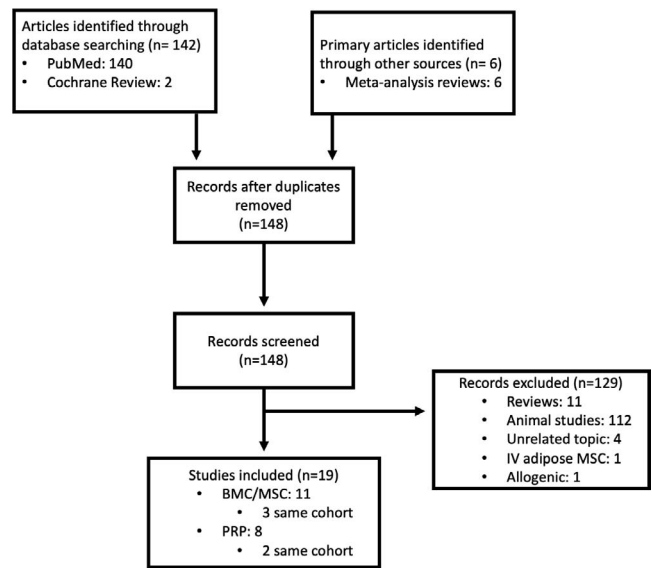 Articles identified through
database searching (n= 142)
• PubMed: 140
• Cochrane Review: 2
Primary articles identified
through other sources (n= 6)
• Meta-analysis reviews: 6
Records after duplicates
removed
(n=148)
Records screened
(n=148)
Records excluded (n=129)
• Reviews: 11
• Animal studies: 112
• Unrelated topic: 4
• IV adipose MSC: 1
• Allogenic: 1
Studies included (n=19)
• BMC/MSC: 11
• 3 same cohort
• PRP: 8
• 2 same cohort